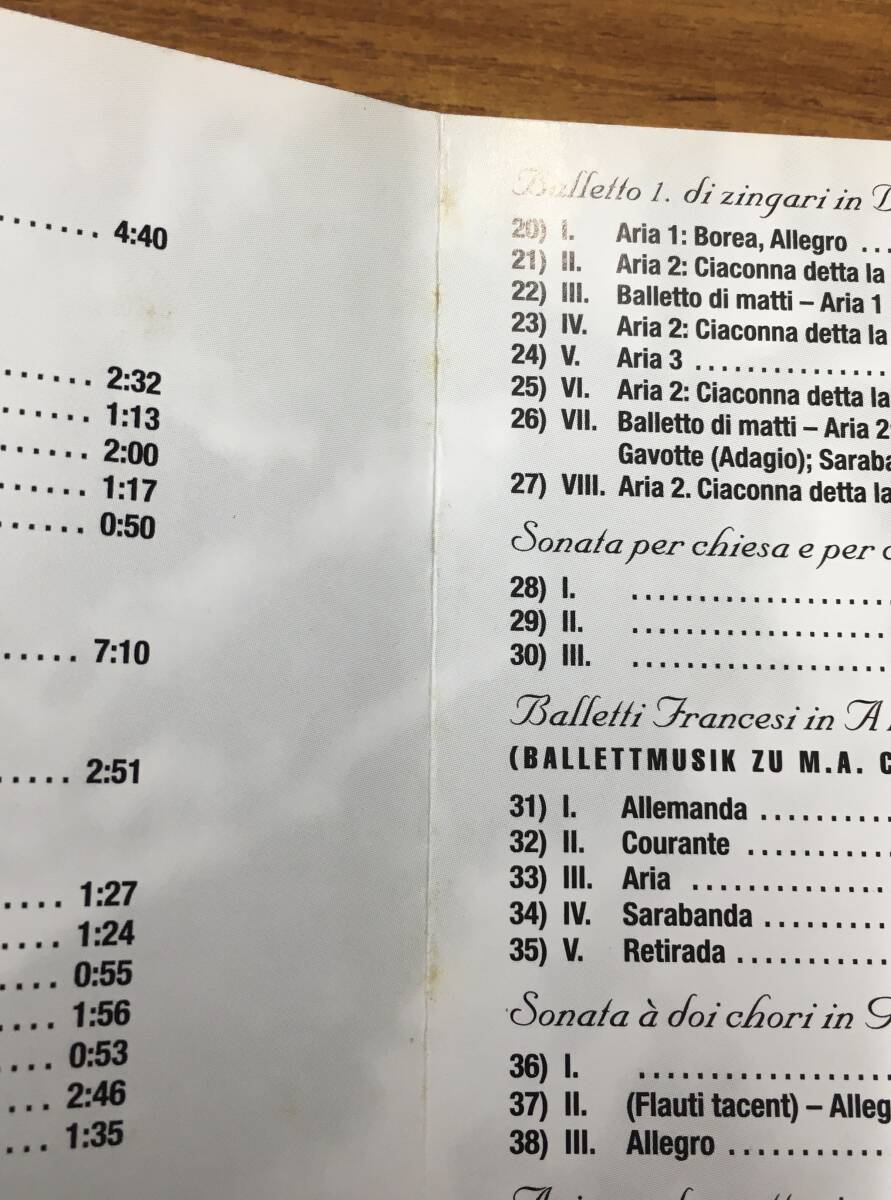 . . . . . . . . 4:40
. . . . . . 2:32
. . . . . . 1:13
. . . . . . 2:00
. . . . . . 1:17
. . . . . . 0:50
. . . . . . 7:10
. . . . . 2:51
. . . . 1:27
. . . . 1:24
. . . . 0:55
. . . . 1:56
. . . . 0:53
. . . 2:46
. . . 1:35
Balletto 1. di zingari in
20) I. Aria 1: Borea, Allegro . . .
21) II. Aria 2: Ciaconna detta la
22) III. Balletto di matti – Aria 1
23) IV. Aria 2: Ciaconna detta la
24) V. Aria 3 . . . . . . . . . . . . . . .
25) VI. Aria 2: Ciaconna detta la
26) VII. Balletto di matti – Aria 2
Gavotte (Adagio); Saraba
27) VIII. Aria 2. Ciaconna detta la
Sonata per chiesa e per
28) I. . . . . . . . . . . . . . . . . . . . .
29) II. . . . . . . . . . . . . . . . . . . . .
30) III. . . . . . . . . . . . . . . . . . . . .
Balletti Francesi in A
(BALLETTMUSIK ZU M.A. C
31) I. Allemanda . . . . . . . . . .
32) II. Courante . . . . . . . . . . .
33) III. Aria . . . . . . . . . . . . . . .
34) IV. Sarabanda . . . . . . . . . .
35) V. Retirada . . . . . . . . . . . .
Sonata à doi chori in
36) I. . . . . . . . . . . . . . . . . . . .
37) II. (Flauti tacent) – Alleg
38) III. Allegro . . . . . . . . . . . .